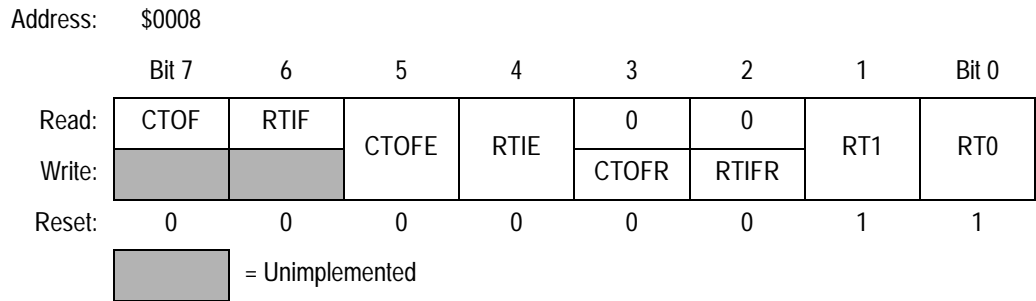 Address: $0008
Bit 7 6 5 4 3 2 1 Bit 0
Read: CTOF RTIF CTOFE RTIE 0 0 RT1 RT0
Write: CTOFR RTIFR
Reset: 0 0 0 0 0 0 1 1
= Unimplemented